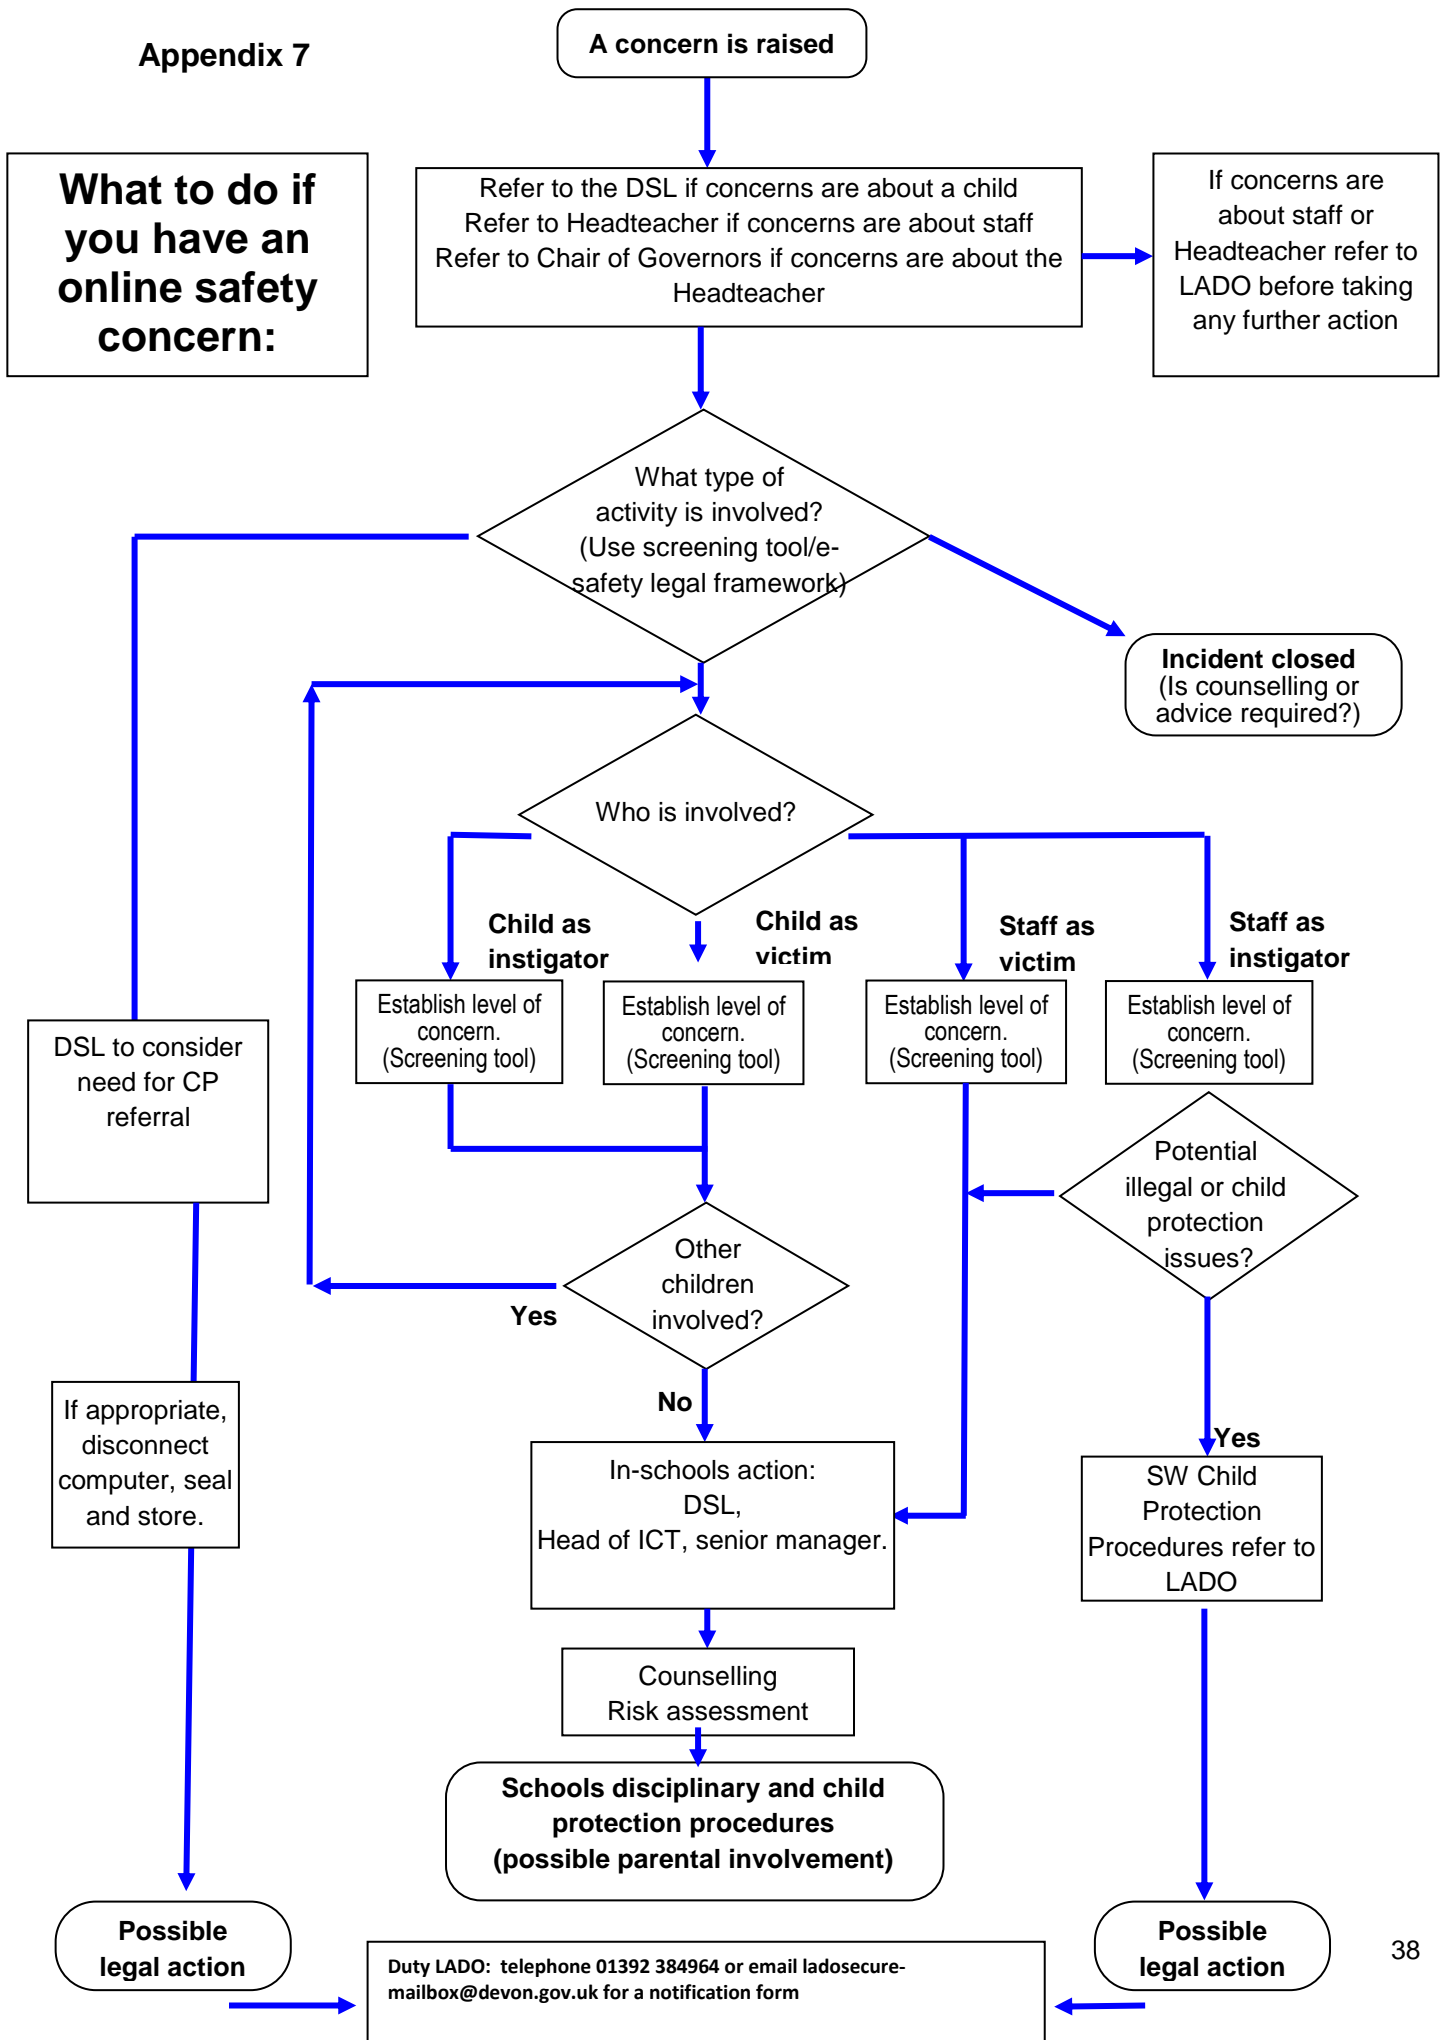 Appendix 7
A concern is raised
What to do if
you have an
online safety
concern:
Refer to the DSL if concerns are about a child
Refer to Headteacher if concerns are about staff
Refer to Chair of Governors if concerns are about the
Headteacher
If concerns are
about staff or
Headteacher refer to
LADO before taking
any further action
What type of
activity is involved?
(Use screening tool/e-
safety legal framework)
Incident closed
(Is counselling or
advice required?)
Who is involved?
Child as
instigator
Child as
victim
Staff as
victim
Staff as
instigator
Establish level of
concern.
(Screening tool)
Establish level of
concern.
(Screening tool)
Establish level of
concern.
(Screening tool)
Establish level of
concern.
(Screening tool)
DSL to consider
need for CP
referral
Potential
illegal or child
protection
issues?
Other
children
involved?
Yes
No
If appropriate,
disconnect
computer, seal
and store.
In-schools action:
DSL,
Head of ICT, senior manager.
Yes
SW Child
Protection
Procedures refer to
LADO
Counselling
Risk assessment
Schools disciplinary and child
protection procedures
(possible parental involvement)
Possible
legal action
Possible
legal action
Duty LADO:  telephone 01392 384964 or email ladosecure-
mailbox@devon.gov.uk for a notification form
38